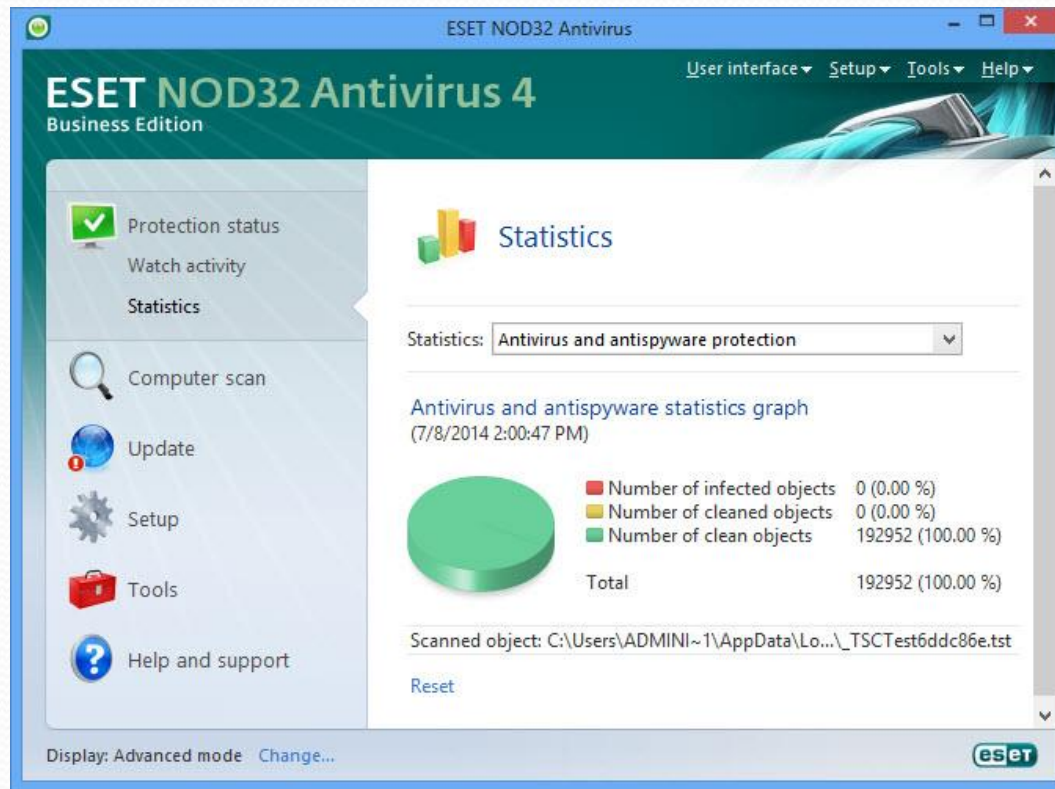 ESET NOD32 Antivirus
User interface Setup Tools Help
ESET NOD32 Antivirus 4
Business Edition
Protection status
Watch activity
Statistics
Computer scan
Update
Setup
Tools
Help and support
Statistics
Statistics: Antivirus and antispyware protection
Antivirus and antispyware statistics graph
(7/8/2014 2:00:47 PM)
Number of infected objects 0 (0.00 %)
Number of cleaned objects 0 (0.00 %)
Number of clean objects 192952 (100.00 %)
Total 192952 (100.00 %)
Scanned object: C:\Users\ADMINI~1\AppData\Lo...\_TSCTest6ddc86e.tst
Reset
Display: Advanced mode Change...
eseT